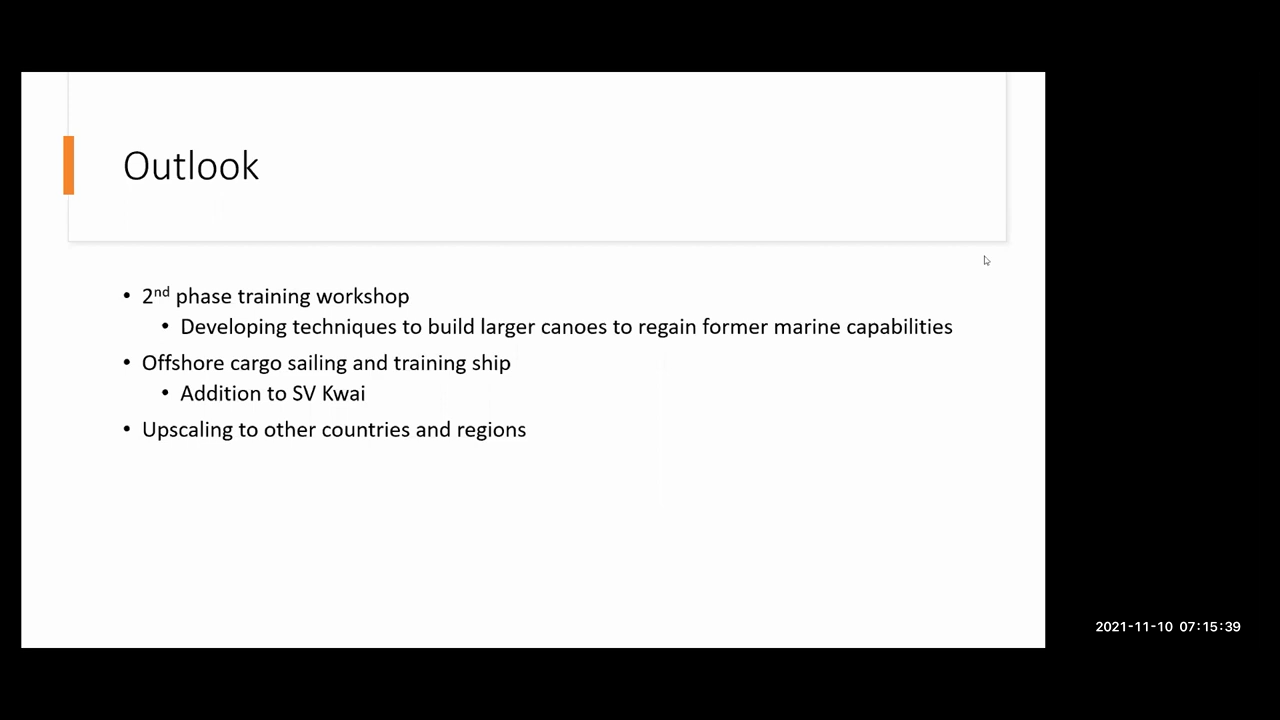 Outlook
• 2nd phase training workshop
• Developing techniques to build larger canoes to regain former marine capabilities
• Offshore cargo sailing and training ship
• Addition to SV Kwai
• Upscaling to other countries and regions
2021-11-10 07:15:39